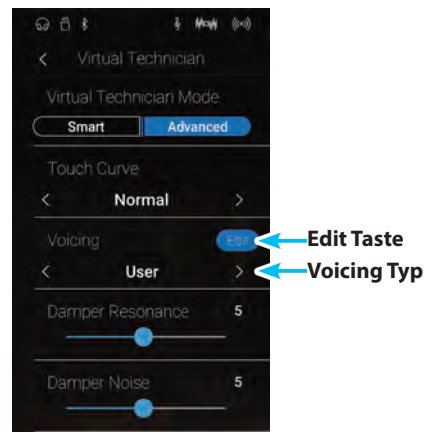 Virtual Technician
Virtual Technician Mode
Smart Advanced
Touch Curve
Normal
Voicing Edit Edit Taste
User Voicing Typ
Damper Resonance 5
Damper Noise 5